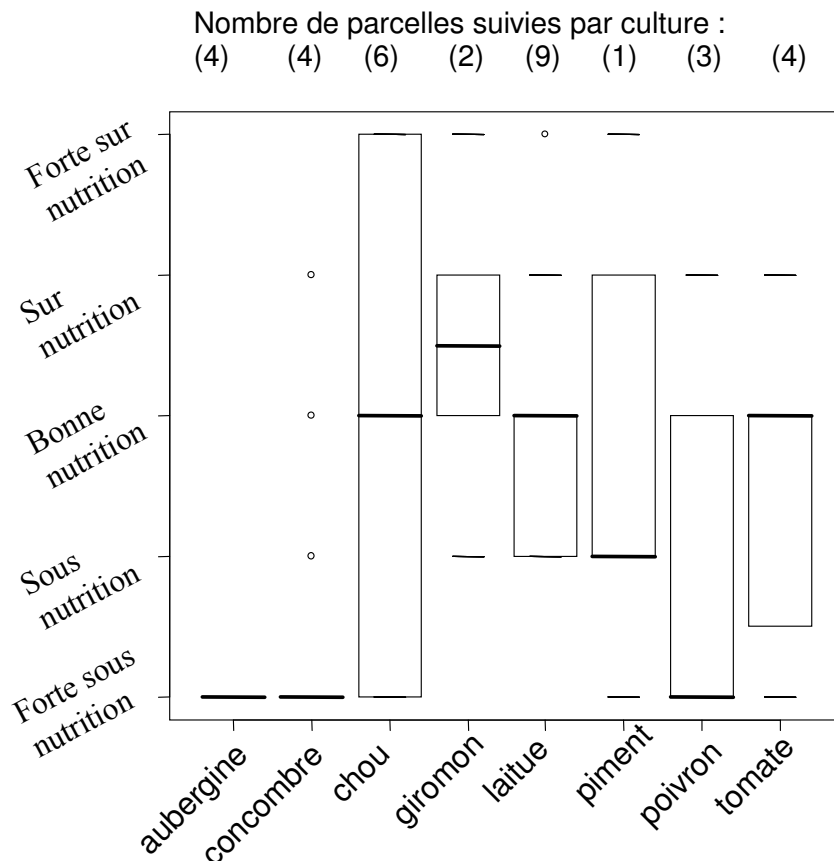 Nombre de parcelles suivies par culture :
(4) (4) (6) (2) (9) (1) (3) (4)
Forte sur
nutrition
Sur
nutrition
Bonne
nutrition
Sous
nutrition
Forte sous
nutrition
aubergine
concombre
chou
giromon
laitue
piment
poivron
tomate